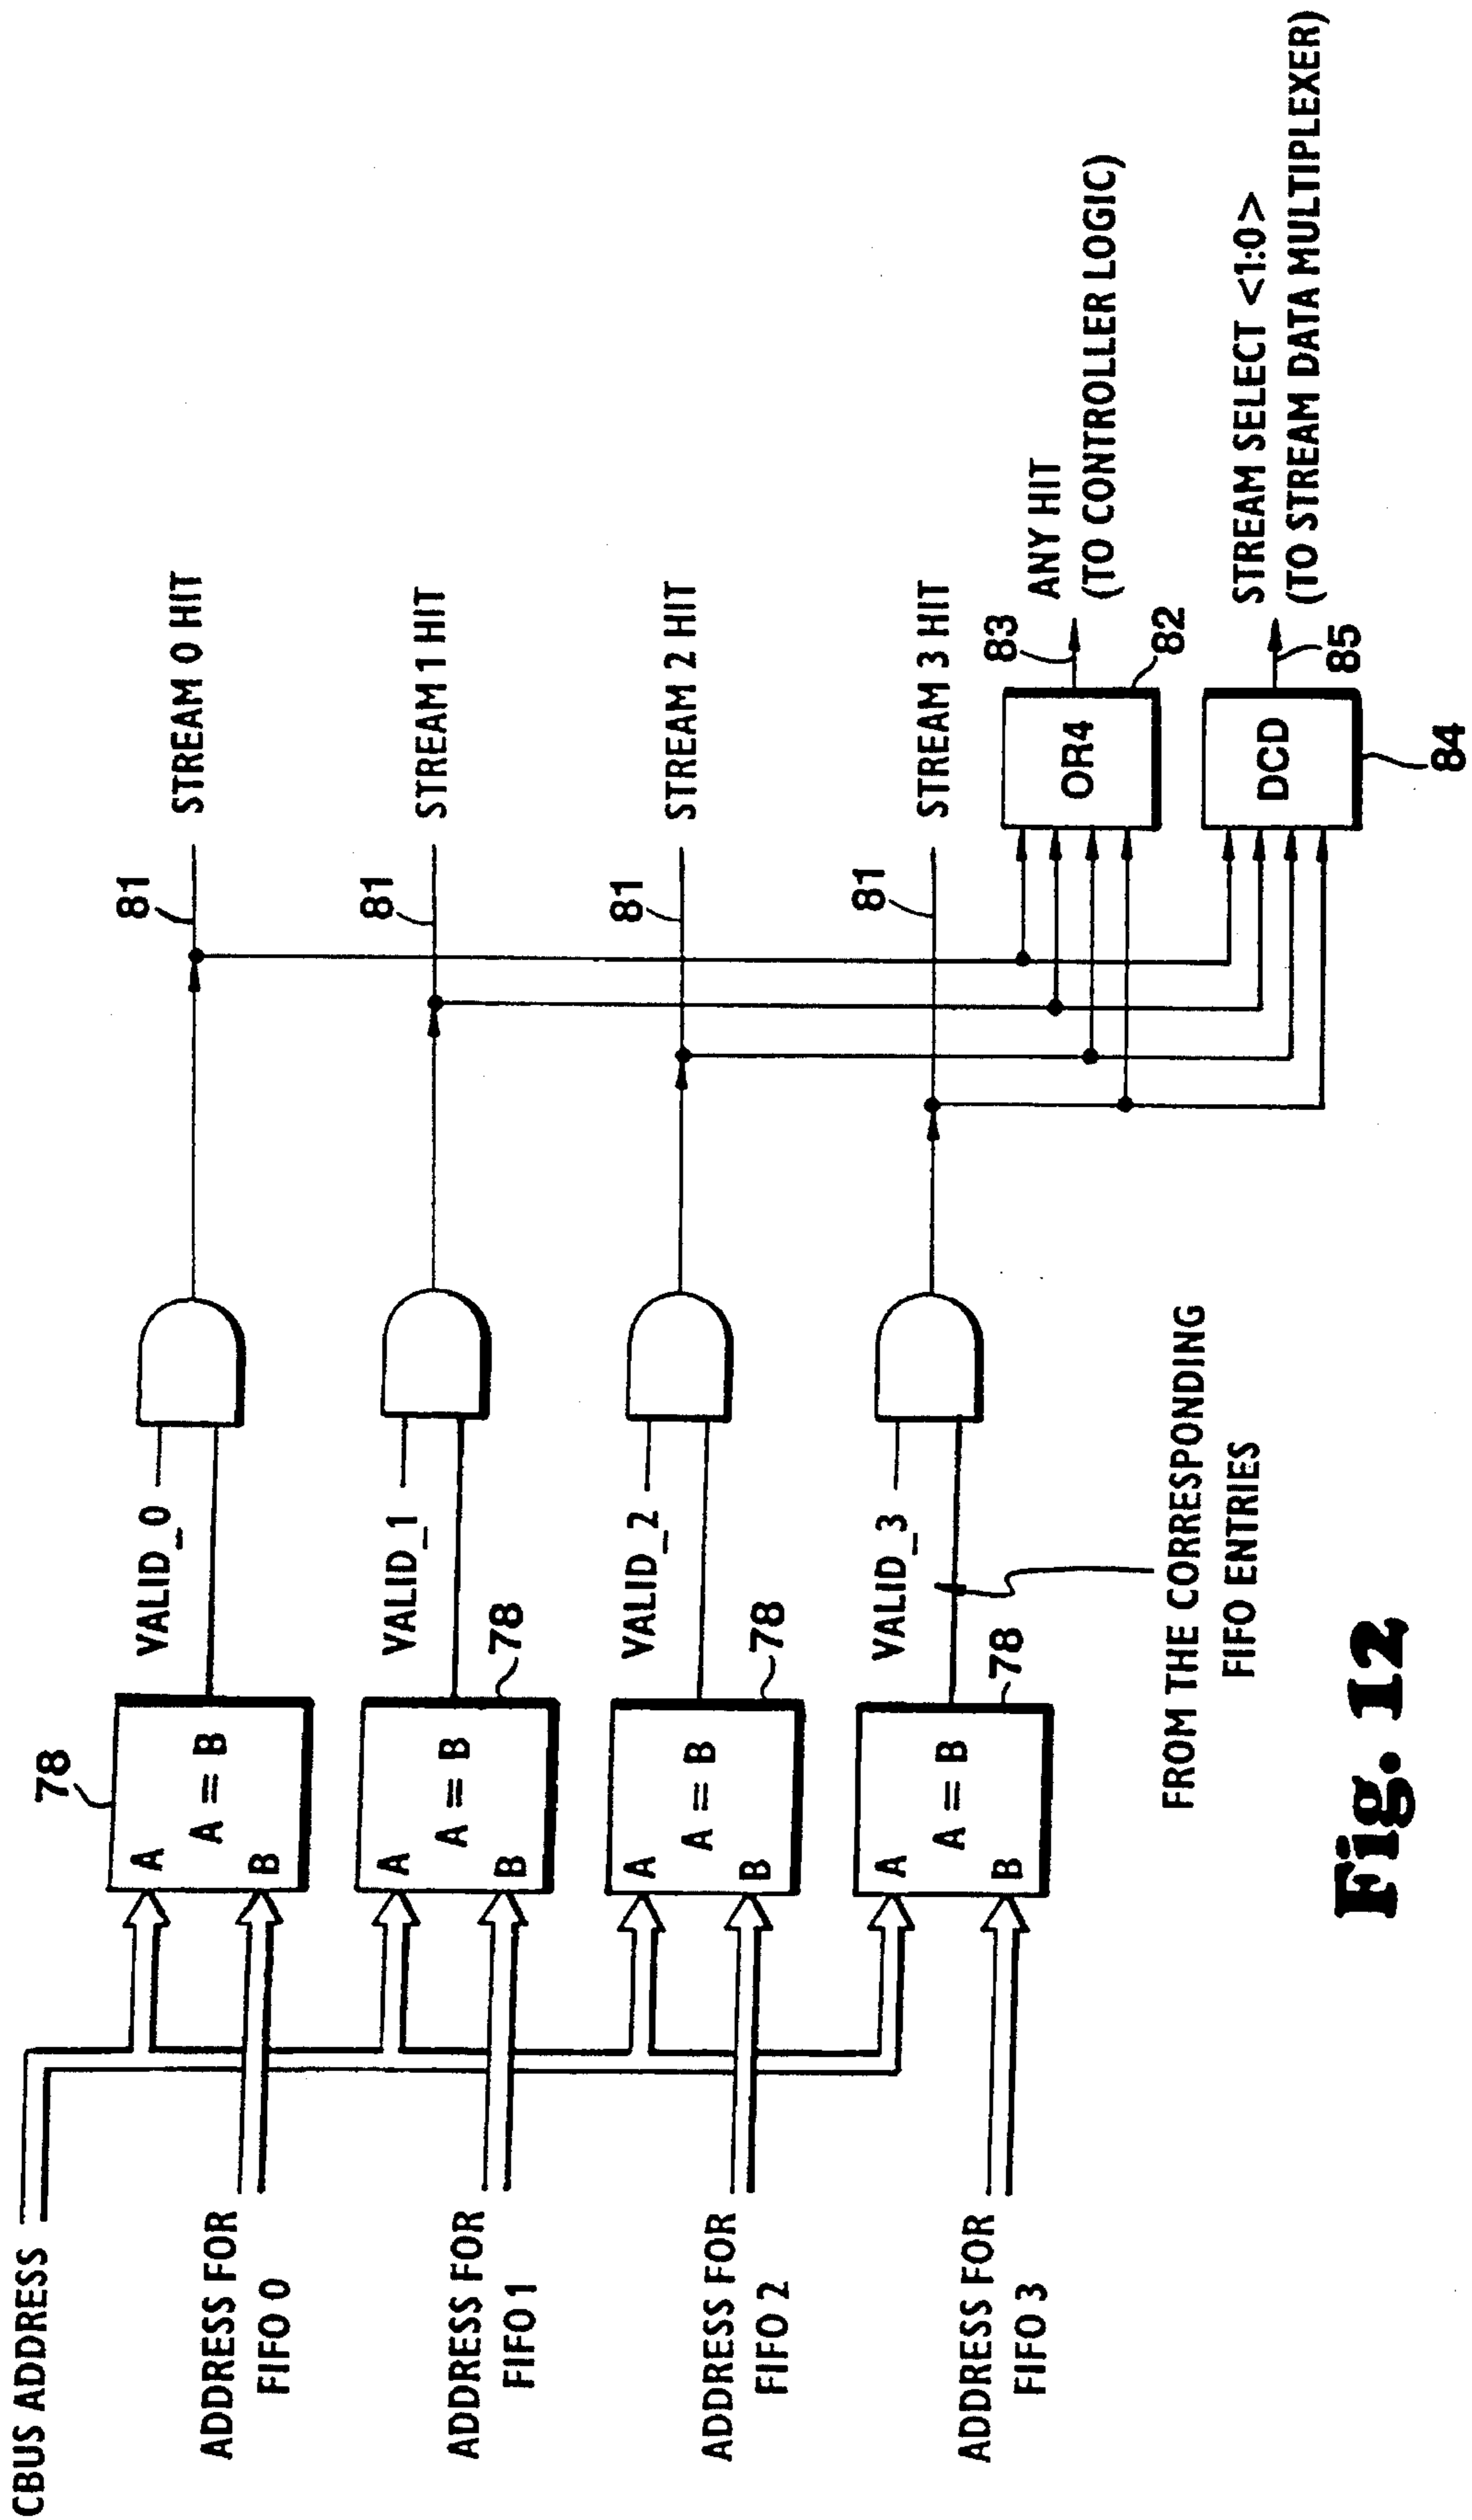 CBUS ADDRESS
ADDRESS FOR
FIFO 0
ADDRESS FOR
FIFO 1
ADDRESS FOR
FIFO 2
ADDRESS FOR
FIFO 3
78
A
A = B
B
A
A = B
B
78
A
A = B
B
78
A
A = B
B
78
VALID_0
VALID_1
VALID_2
VALID_3
FROM THE CORRESPONDING
FIFO ENTRIES
81
STREAM 0 HIT
81
STREAM 1 HIT
81
STREAM 2 HIT
81
STREAM 3 HIT
OR4
83
82
ANY HIT
(TO CONTROLLER LOGIC)
DCD
84
85
STREAM SELECT <1:0>
(TO STREAM DATA MULTIPLEXER)
Fig. 12